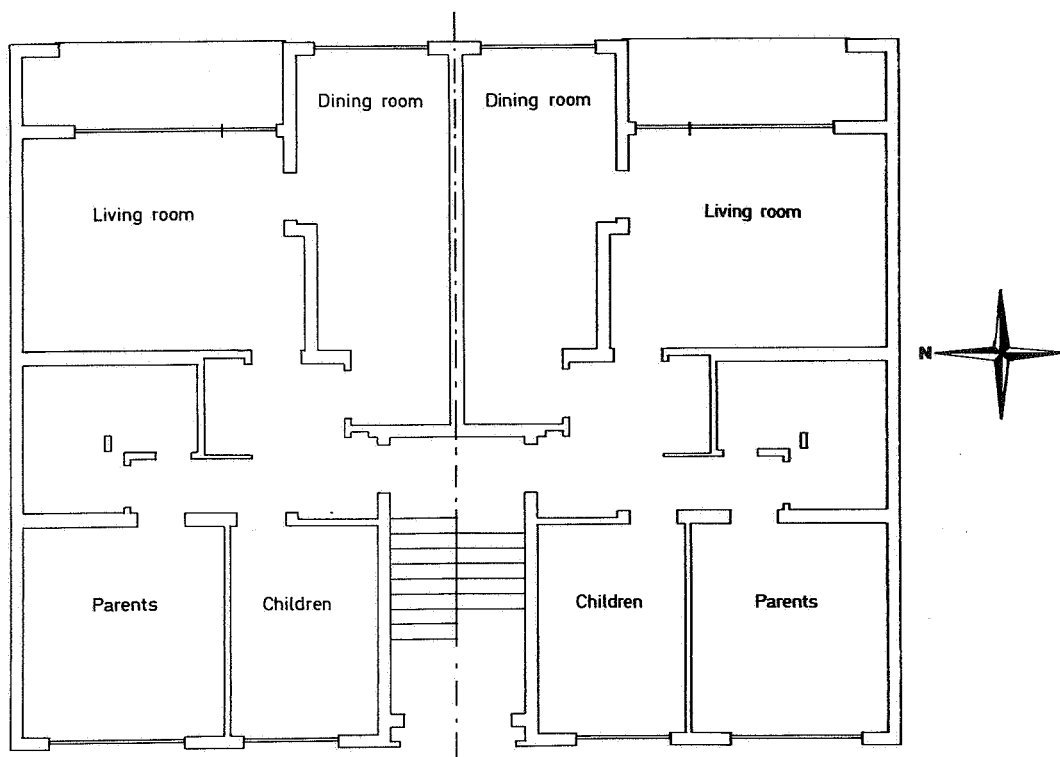 Dining room
Dining room
Living room
Living room
N
Parents
Children
Children
Parents